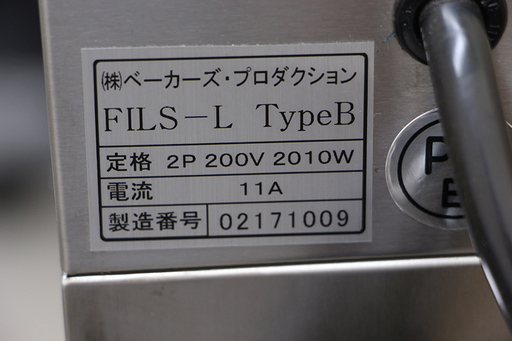 ㈱ベーカーズ・プロダクション
FILS-L TypeB
定格 2P 200V 2010W
電流 11A
製造番号 02171009
P
E